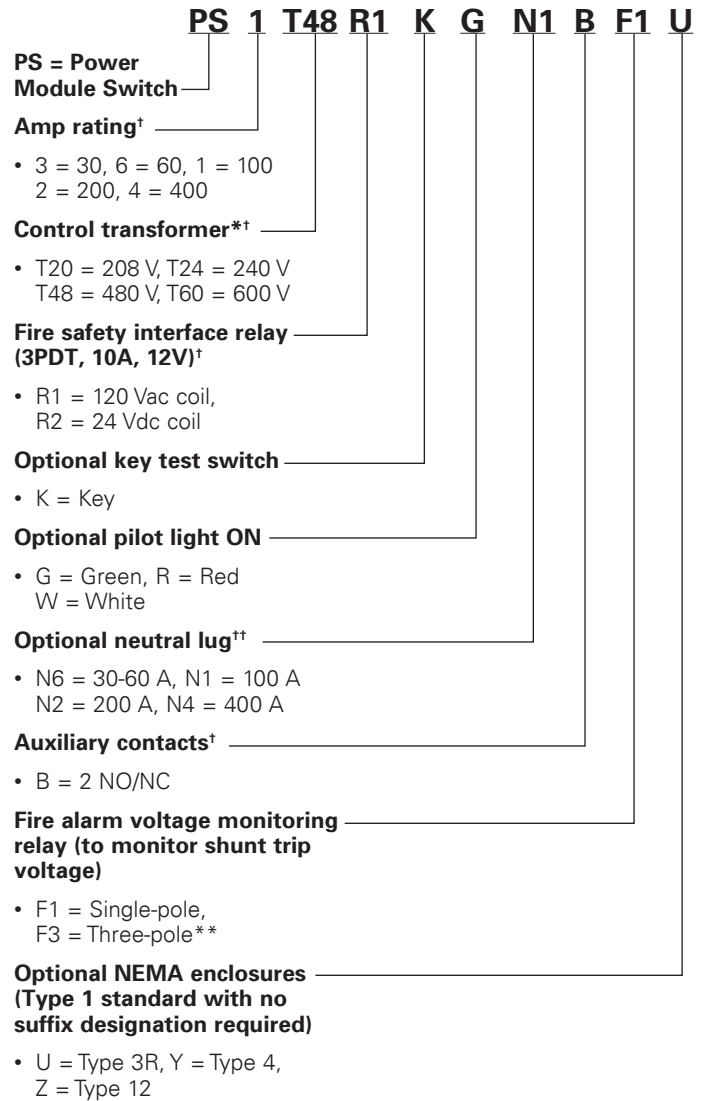 PS 1 T48 R1 K G N1 B F1 U
PS = Power
Module Switch
Amp rating†
• 3 = 30, 6 = 60, 1 = 100
2 = 200, 4 = 400
Control transformer*†
• T20 = 208 V, T24 = 240 V
T48 = 480 V, T60 = 600 V
Fire safety interface relay
(3PDT, 10A, 12V)†
• R1 = 120 Vac coil,
R2 = 24 Vdc coil
Optional key test switch
• K = Key
Optional pilot light ON
• G = Green, R = Red
W = White
Optional neutral lug††
• N6 = 30-60 A, N1 = 100 A
N2 = 200 A, N4 = 400 A
Auxiliary contacts†
• B = 2 NO/NC
Fire alarm voltage monitoring
relay (to monitor shunt trip
voltage)
• F1 = Single-pole,
F3 = Three-pole**
Optional NEMA enclosures
(Type 1 standard with no
suffix designation required)
• U = Type 3R, Y = Type 4,
Z = Type 12